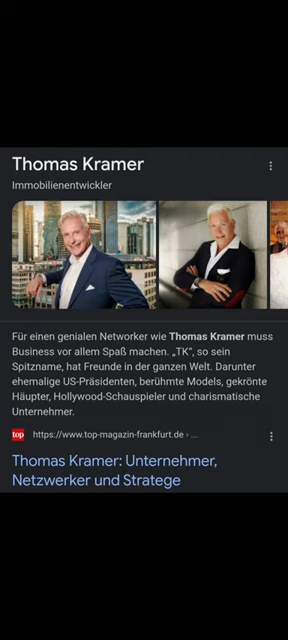 Thomas Kramer
Immobilienentwickler
Für einen genialen Networker wie Thomas Kramer muss
Business vor allem Spaß machen. „TK“, so sein
Spitzname, hat Freunde in der ganzen Welt. Darunter
ehemalige US-Präsidenten, berühmte Models, gekrönte
Häupter, Hollywood-Schauspieler und charismatische
Unternehmer.
top https://www.top-magazin-frankfurt.de › ...
Thomas Kramer: Unternehmer,
Netzwerker und Stratege